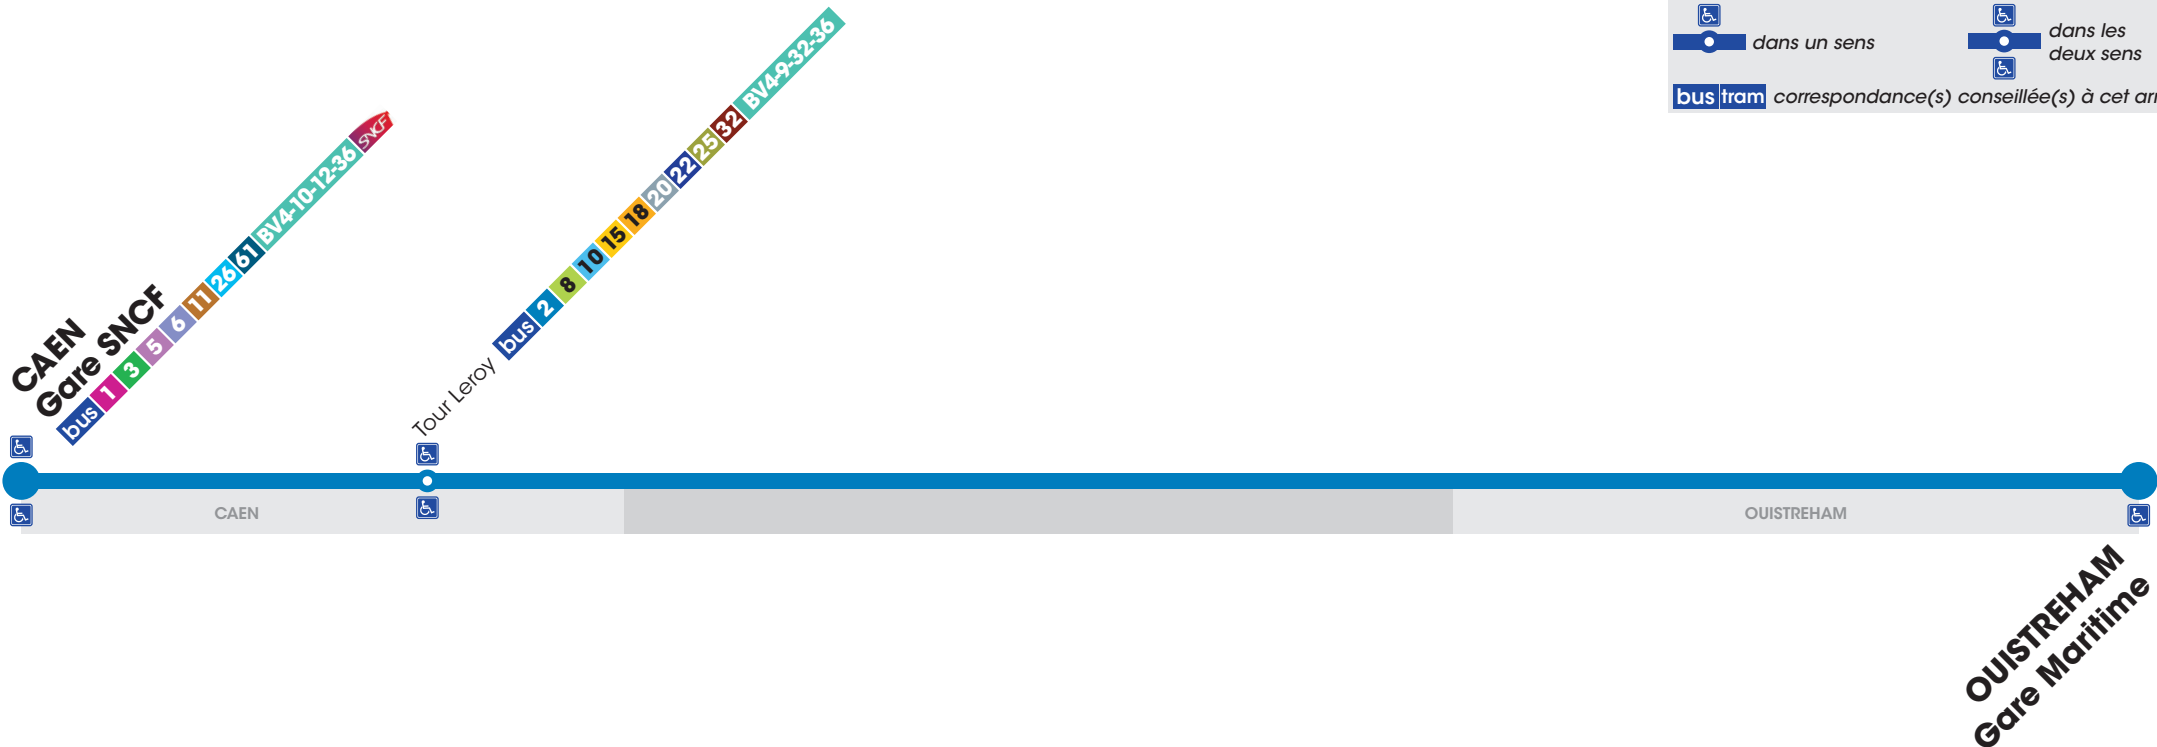 dans un sens
dans les
deux sens
bus tram correspondance(s) conseillée(s) à cet
CAEN
Gare SNCF
bus 1 3 5 6 11 26 61 BV4-10-12-36 SNCF
Tour Leroy bus 2 8 10 15 18 20 22 25 32 BV4-9-32-36
CAEN
OUISTREHAM
OUISTREHAM
Gare Maritime